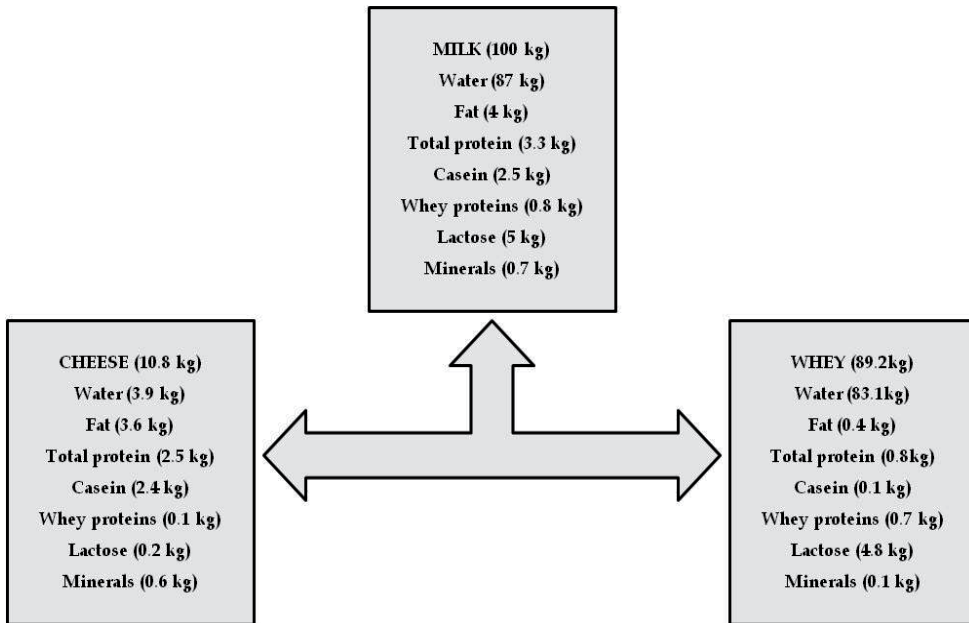 MILK (100 kg)
Water (87 kg)
Fat (4 kg)
Total protein (3.3 kg)
Casein (2.5 kg)
Whey proteins (0.8 kg)
Lactose (5 kg)
Minerals (0.7 kg)
CHEESE (10.8 kg)
Water (3.9 kg)
Fat (3.6 kg)
Total protein (2.5 kg)
Casein (2.4 kg)
Whey proteins (0.1 kg)
Lactose (0.2 kg)
Minerals (0.6 kg)
WHEY (89.2kg)
Water (83.1kg)
Fat (0.4 kg)
Total protein (0.8kg)
Casein (0.1 kg)
Whey proteins (0.7 kg)
Lactose (4.8 kg)
Minerals (0.1 kg)